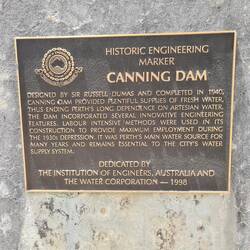 HISTORIC ENGINEERING
MARKER
CANNING DAM
DESIGNED BY SIR RUSSELL DUMAS AND COMPLETED IN 1940,
CANNING DAM PROVIDED PLENTIFUL SUPPLIES OF FRESH WATER,
THUS ENDING PERTH'S LONG DEPENDENCE ON ARTESIAN WATER.
THE DAM INCORPORATED SEVERAL INNOVATIVE ENGINEERING
FEATURES. LABOUR INTENSIVE METHODS WERE USED IN ITS
CONSTRUCTION TO PROVIDE MAXIMUM EMPLOYMENT DURING
THE 1930s DEPRESSION. IT WAS PERTH'S MAIN WATER SOURCE FOR
MANY YEARS AND REMAINS ESSENTIAL TO THE CITY'S WATER
SUPPLY SYSTEM.
DEDICATED BY
THE INSTITUTION OF ENGINEERS, AUSTRALIA AND
THE WATER CORPORATION — 1998